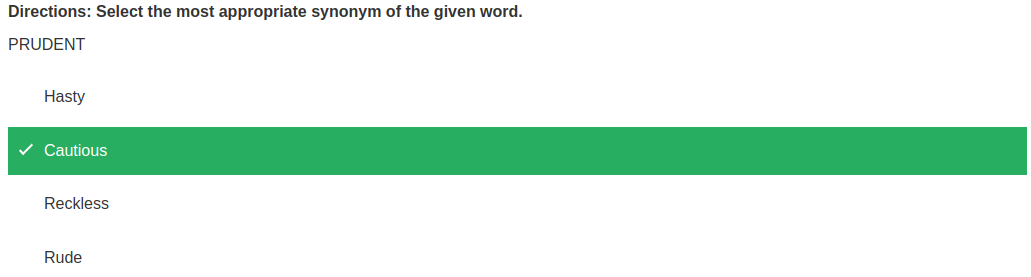 Directions: Select the most appropriate synonym of the given word.
PRUDENT
Hasty
Cautious
Reckless
Rude